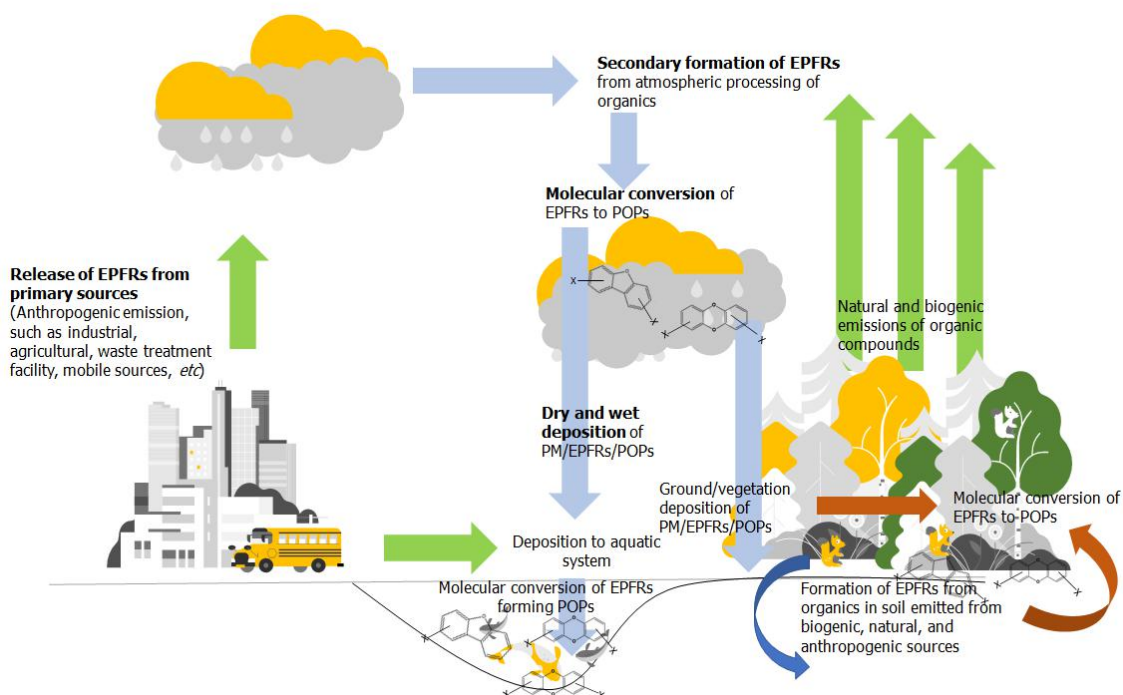 Secondary formation of EPFRs
from atmospheric processing of
organics
Molecular conversion of
EPFRs to POPs
Release of EPFRs from
primary sources
(Anthropogenic emission,
such as industrial,
agricultural, waste treatment
facility, mobile sources, etc)
X
X
X
X
Natural and biogenic
emissions of organic
compounds
Dry and wet
deposition of
PM/EPFRs/POPs
Ground/vegetation
deposition of
PM/EPFRs/POPs
Molecular conversion of
EPFRs to POPs
Deposition to aquatic
system
Molecular conversion of EPFRs
forming POPs
Formation of EPFRs from
organics in soil emitted from
biogenic, natural, and
anthropogenic sources